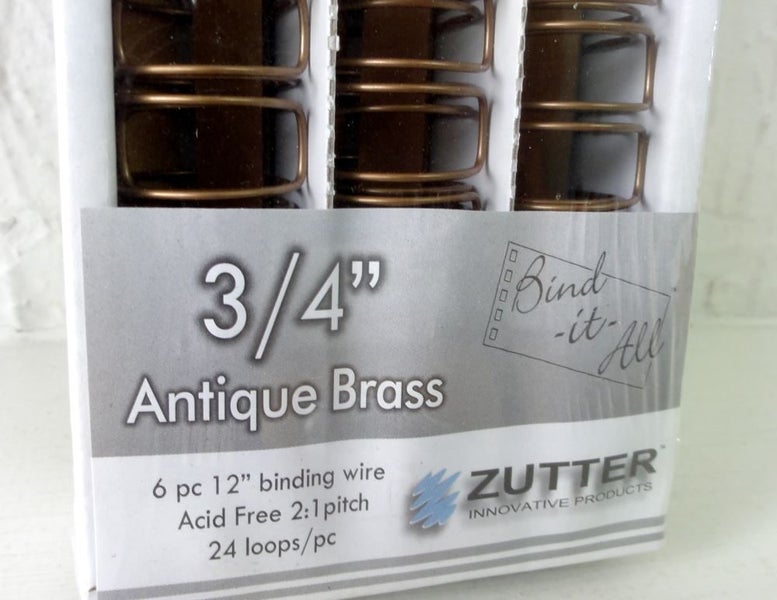 3/4”
Antique Brass
Bind
-it-
All
6 pc 12” binding wire
Acid Free 2:1pitch
24 loops/pc
ZUTTER™
INNOVATIVE PRODUCTS